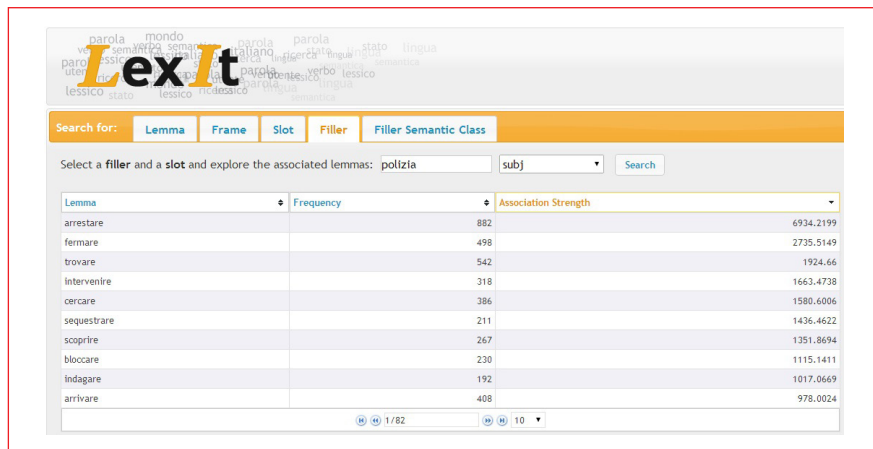 parola mondo
LexIt
Search for: Lemma Frame Slot Filler Filler Semantic Class
Select a filler and a slot and explore the associated lemmas: polizia subj Search
Lemma Frequency Association Strength
arrestare 882 6934.2199
fermare 498 2735.5149
trovare 542 1924.66
intervenire 318 1663.4738
cercare 386 1580.6006
sequestrare 211 1436.4622
scoprire 267 1351.8694
bloccare 230 1115.1411
indagare 192 1017.0669
arrivare 408 978.0024
1/82 10